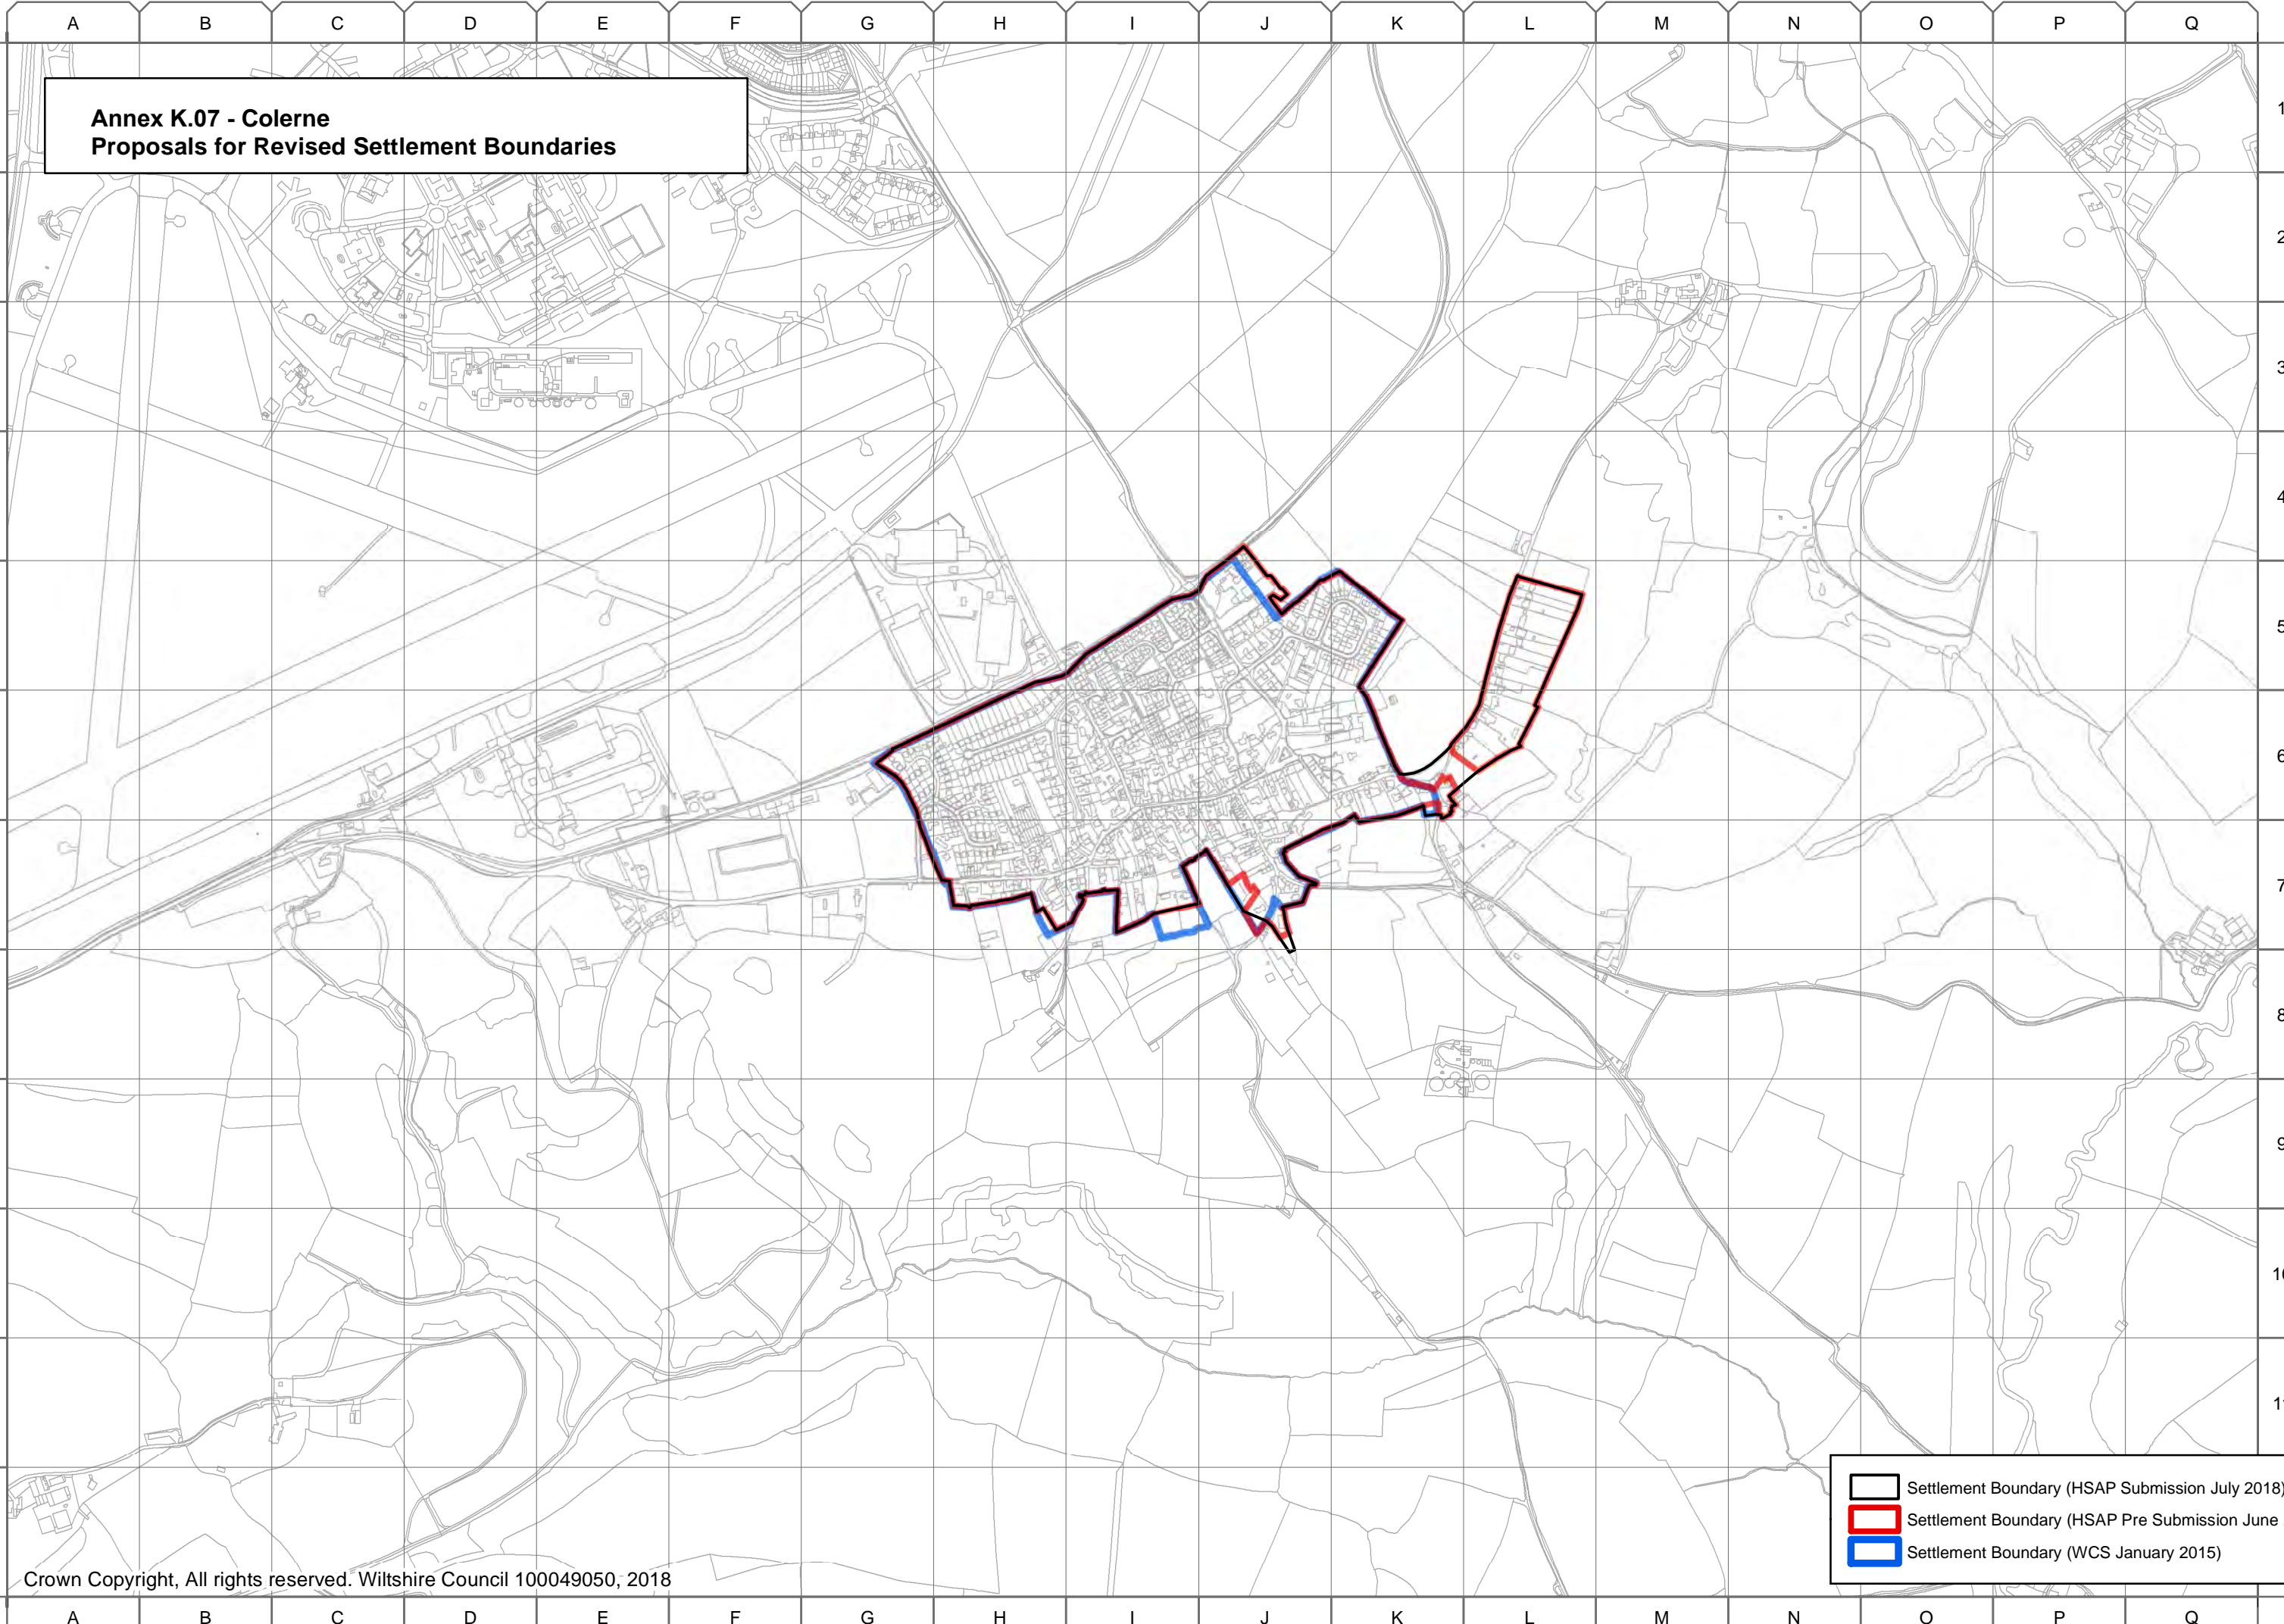 A B C D E F G H I J K L M N O P Q
Annex K.07 - Colerne
Proposals for Revised Settlement Boundaries
1
2
3
4
5
6
7
8
9
Settlement Boundary (HSAP Submission July 2018)
Settlement Boundary (HSAP Pre Submission June
Settlement Boundary (WCS January 2015)
Crown Copyright, All rights reserved. Wiltshire Council 100049050, 2018
A B C D E F G H I J K L M N O P Q